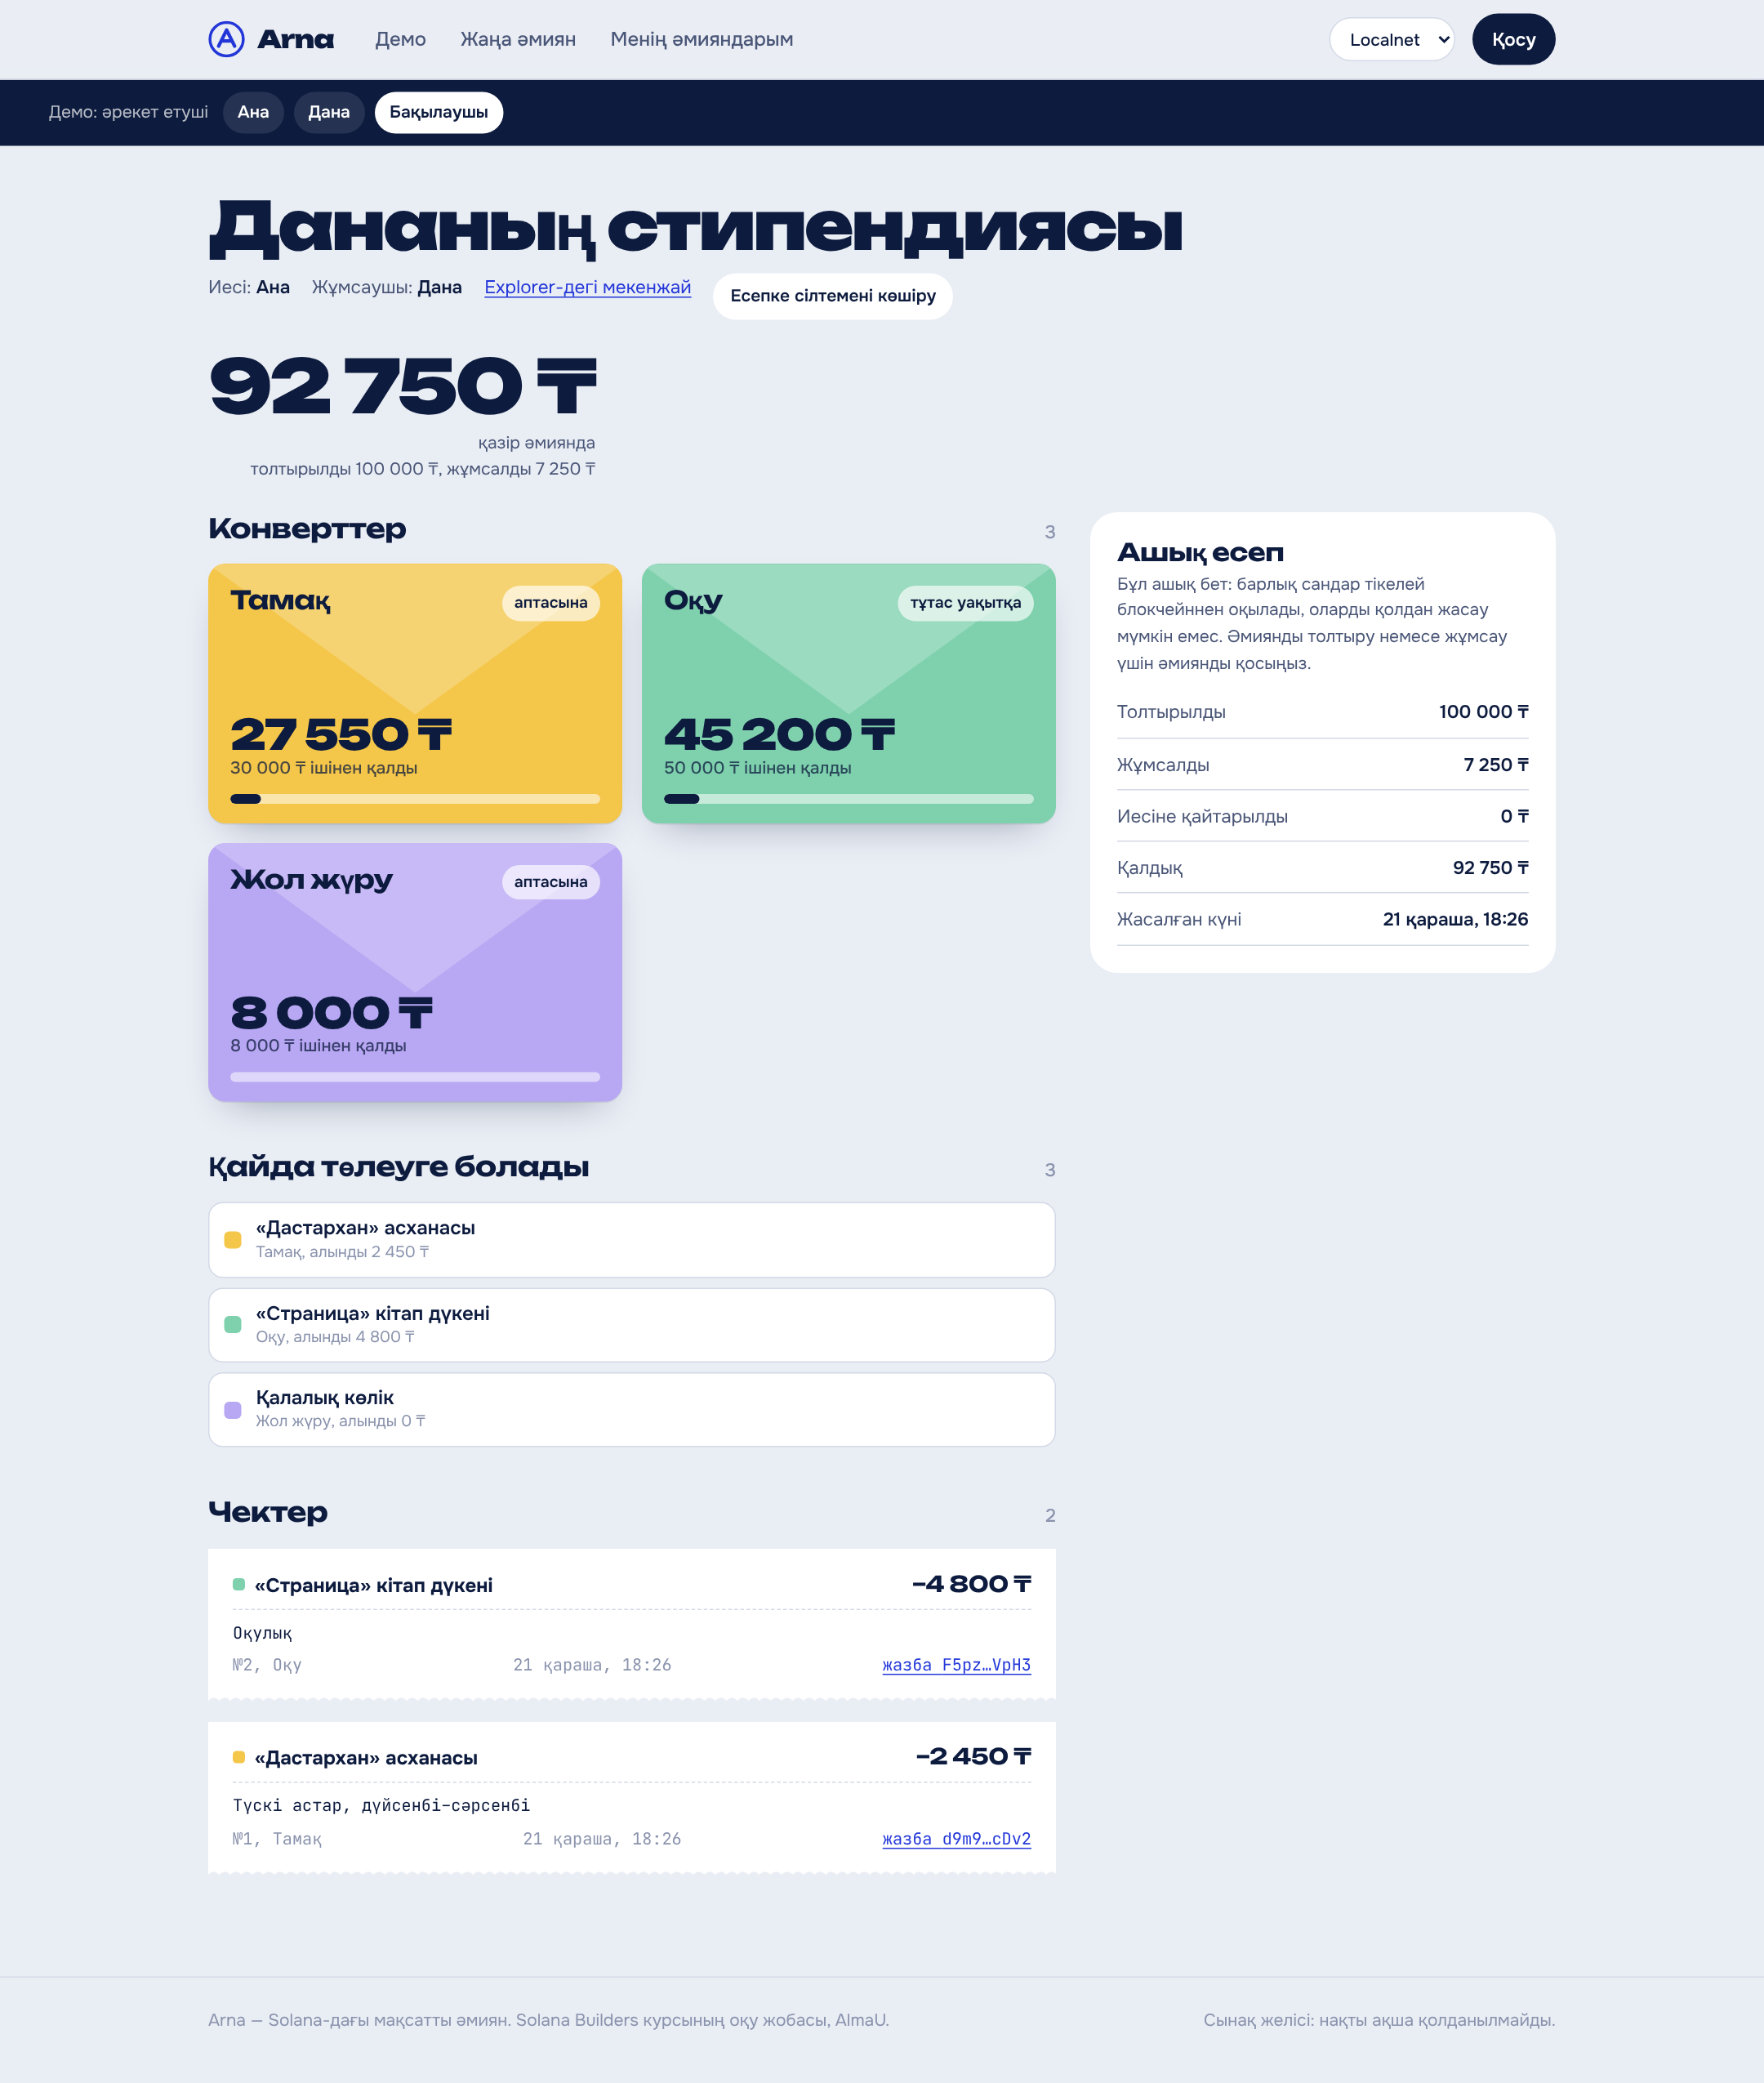 Arna
Демо
Жаңа әмиян
Менің әмияндарым
Localnet
Қосу
Демо: әрекет етуші
Ана
Дана
Бақылаушы
Дананың стипендиясы
Иесі: Ана
Жұмсаушы: Дана
Explorer-дегі мекенжай
Есепке сілтемені көшіру
92 750 ₸
қазір әмиянда
толтырылды 100 000 ₸, жұмсалды 7 250 ₸
Конверттер
3
Тамақ
аптасына
27 550 ₸
30 000 ₸ ішінен қалды
Оқу
тұтас уақытқа
45 200 ₸
50 000 ₸ ішінен қалды
Жол жүру
аптасына
8 000 ₸
8 000 ₸ ішінен қалды
Ашық есеп
Бұл ашық бет: барлық сандар тікелей
блокчейннен оқылады, оларды қолдан жасау
мүмкін емес. Әмиянды толтыру немесе жұмсау
үшін әмиянды қосыңыз.
Толтырылды 100 000 ₸
Жұмсалды 7 250 ₸
Иесіне қайтарылды 0 ₸
Қалдық 92 750 ₸
Жасалған күні 21 қараша, 18:26
Қайда төлеуге болады
3
«Дастархан» асханасы
Тамақ, алынды 2 450 ₸
«Страница» кітап дүкені
Оқу, алынды 4 800 ₸
Қалалық көлік
Жол жүру, алынды 0 ₸
Чектер
2
«Страница» кітап дүкені −4 800 ₸
Оқулық
№2, Оқу 21 қараша, 18:26 жазба F5pz…VpH3
«Дастархан» асханасы −2 450 ₸
Түскі астар, дүйсенбі–сәрсенбі
№1, Тамақ 21 қараша, 18:26 жазба d9m9…cDv2
Arna — Solana-дағы мақсатты әмиян. Solana Builders курсының оқу жобасы, AlmaU.
Сынақ желісі: нақты ақша қолданылмайды.